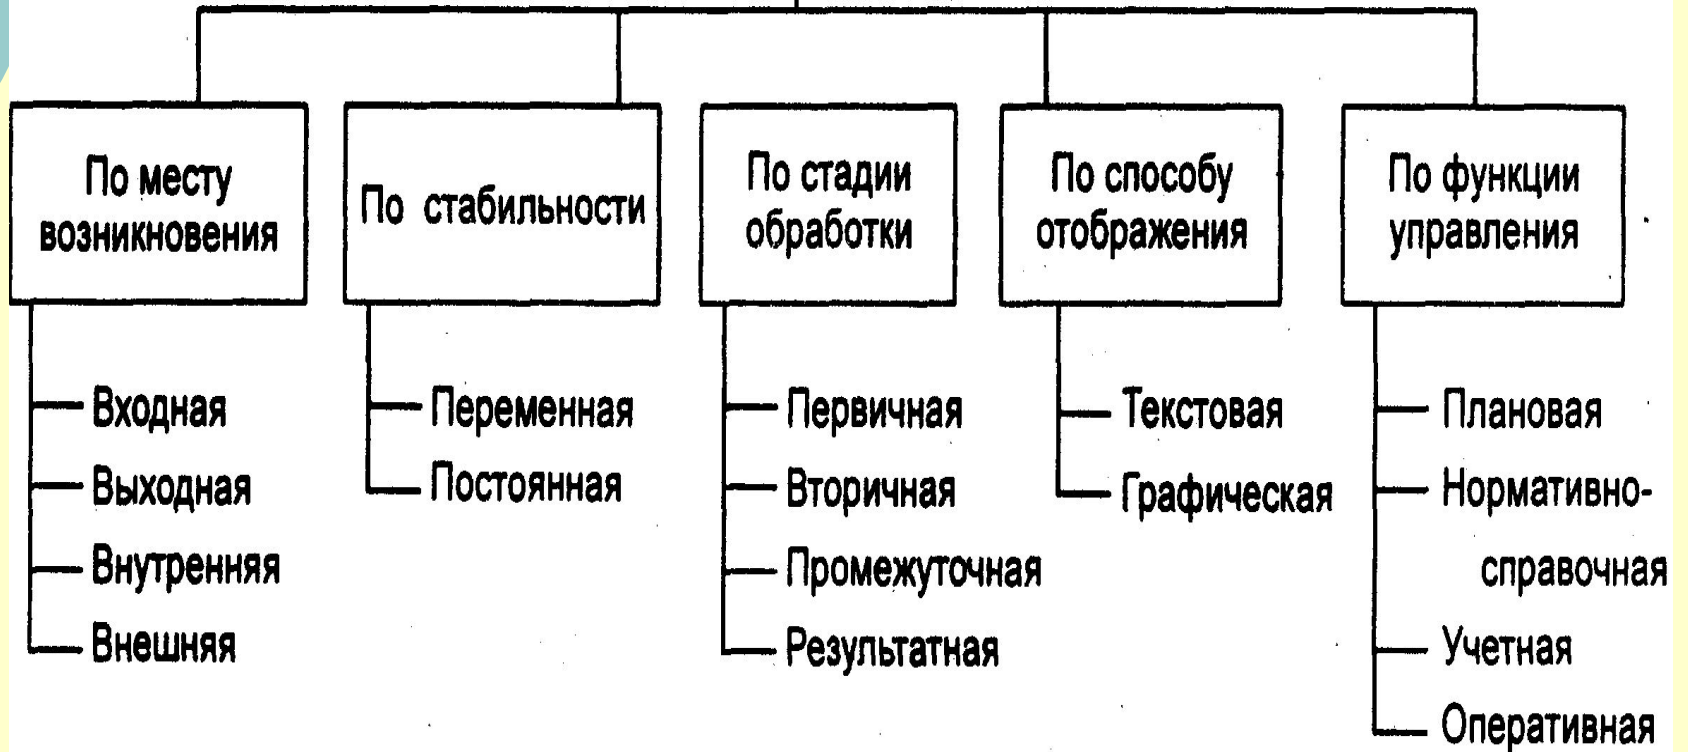 По месту
возникновения
По стабильности
По стадии
обработки
По способу
отображения
По функции
управления
Входная
Выходная
Внутренняя
Внешняя
Переменная
Постоянная
Первичная
Вторичная
Промежуточная
Результатная
Текстовая
Графическая
Плановая
Нормативно-
справочная
Учетная
Оперативная